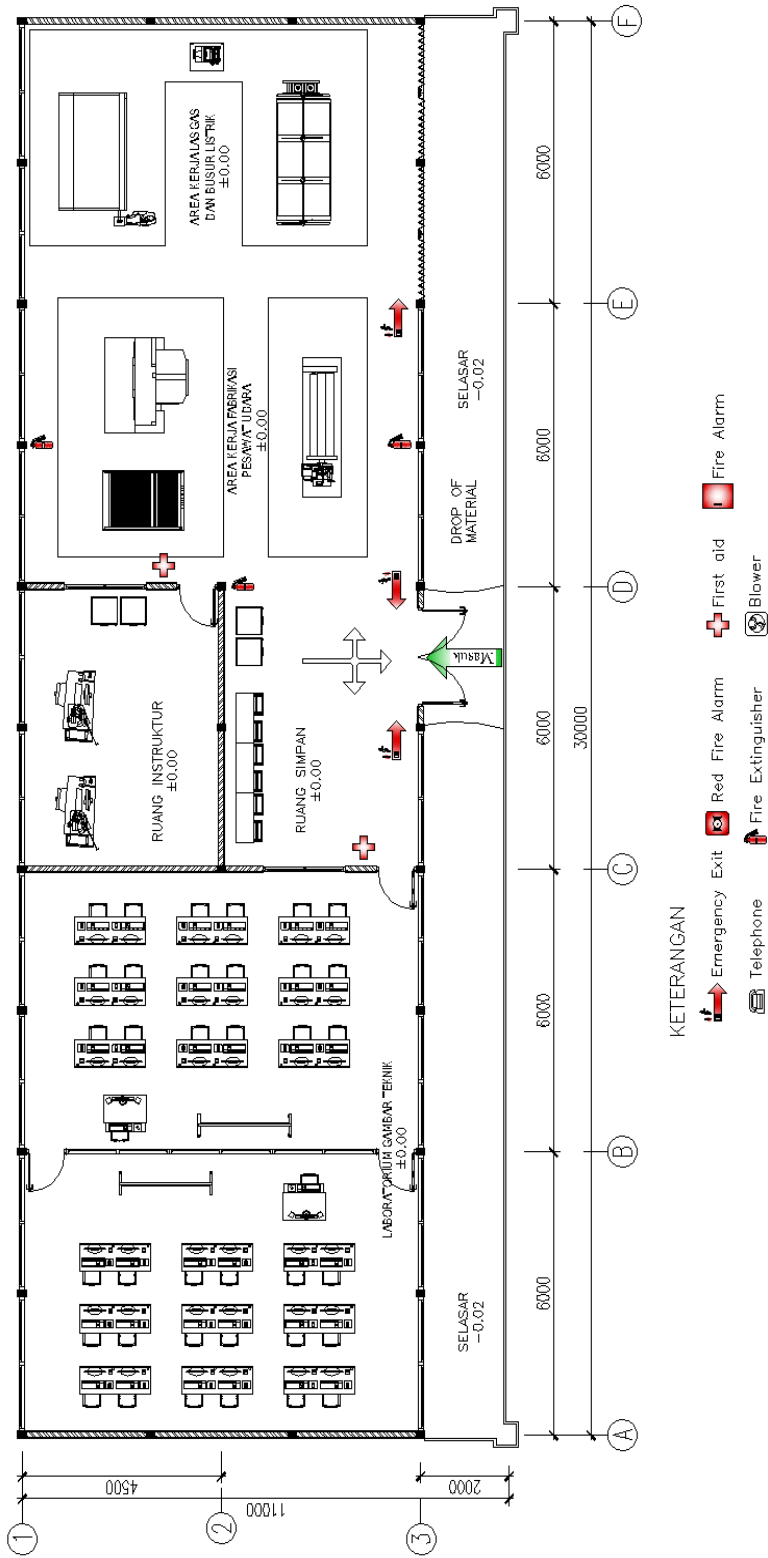 AREA KERJA LAS GAS
DAN BUSUR LISTRIK
±0.00
AREA KERJA FABRIKASI
PESAWAT UDARA
±0.00
RUANG INSTRUKTUR
±0.00
RUANG SIMPAN
±0.00
LABORATORIUM GAMBAR TEKNIK
±0.00
SELASAR
-0.02
SELASAR
-0.02
DROP OF
MATERIAL
Masuk
1
2
3
4500
11000
2000
6000
6000
6000
6000
6000
30000
A
B
C
D
E
F
KETERANGAN
Emergency Exit
Red Fire Alarm
First aid
Fire Alarm
Telephone
Fire Extinguisher
Blower